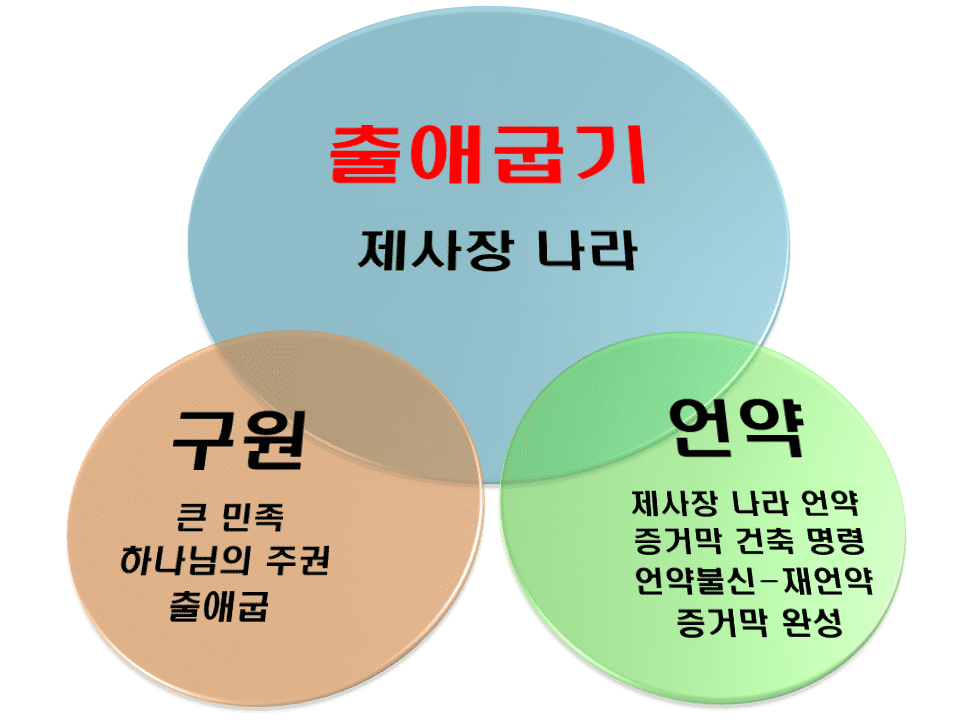 출애굽기
제사장 나라
구원
큰 민족
하나님의 주권
출애굽
언약
제사장 나라 언약
증거막 건축 명령
언약불신-재언약
증거막 완성